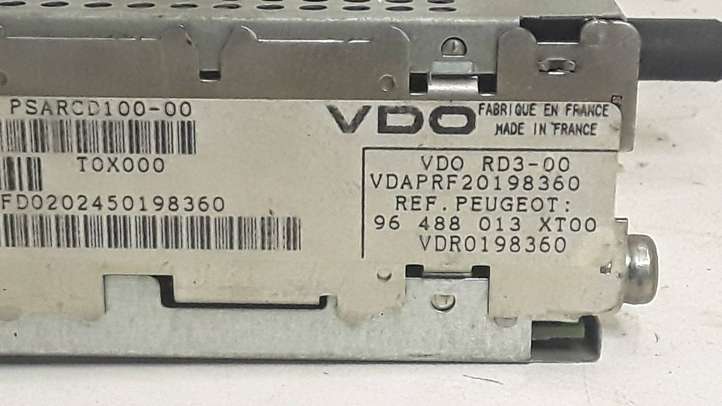 PSARCD100-00
T0X000
FD0202450198360
VDO
FABRIQUE EN FRANCE
MADE IN FRANCE
VDO RD3-00
VDAPRF20198360
REF. PEUGEOT:
96 488 013 XT00
VDR0198360